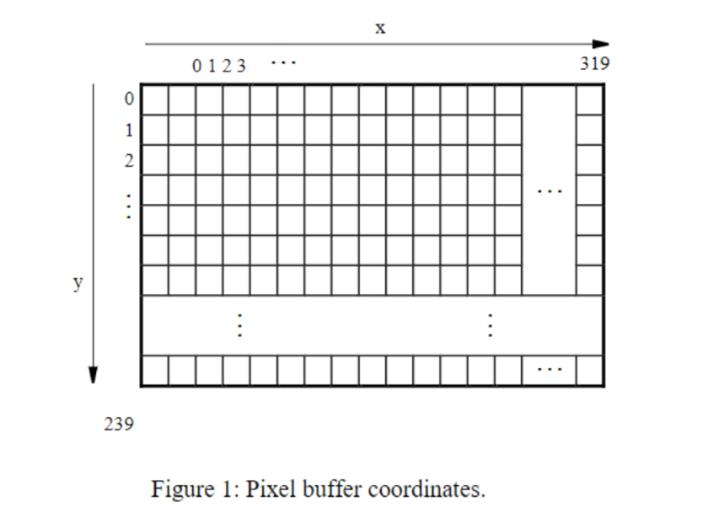 x
0 1 2 3 ... 319
0
1
2
⋮
...
y
⋮ ⋮
...
239
Figure 1: Pixel buffer coordinates.